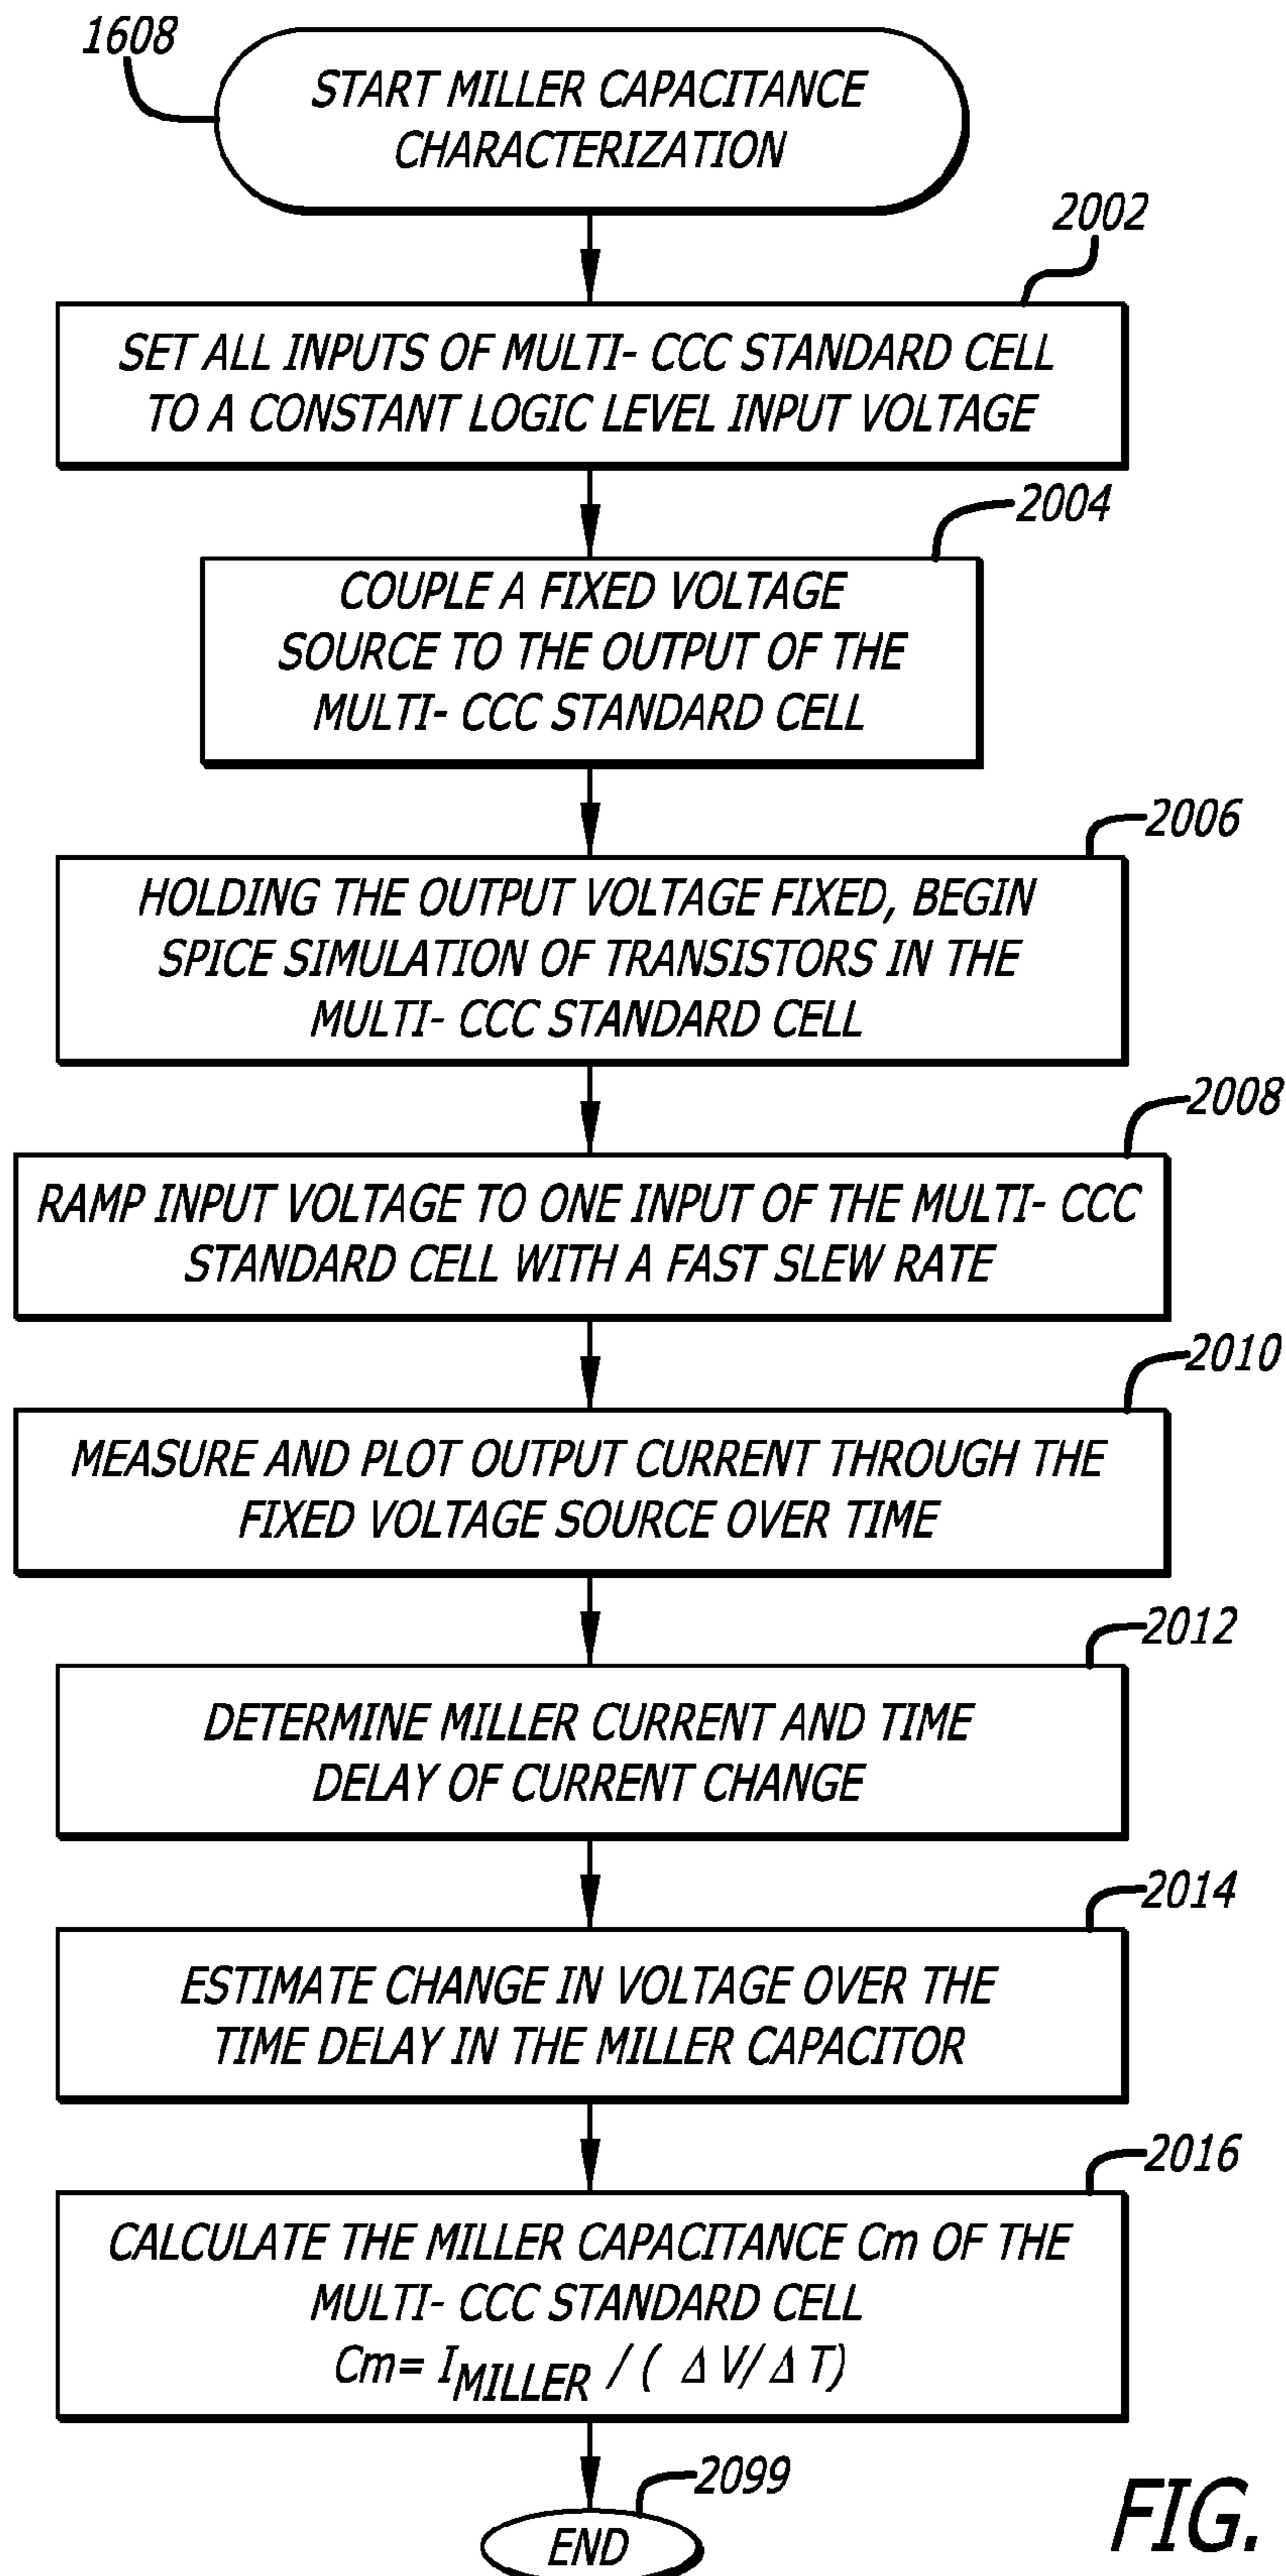 1608
START MILLER CAPACITANCE
CHARACTERIZATION
2002
SET ALL INPUTS OF MULTI- CCC STANDARD CELL
TO A CONSTANT LOGIC LEVEL INPUT VOLTAGE
2004
COUPLE A FIXED VOLTAGE
SOURCE TO THE OUTPUT OF THE
MULTI- CCC STANDARD CELL
2006
HOLDING THE OUTPUT VOLTAGE FIXED, BEGIN
SPICE SIMULATION OF TRANSISTORS IN THE
MULTI- CCC STANDARD CELL
2008
RAMP INPUT VOLTAGE TO ONE INPUT OF THE MULTI- CCC
STANDARD CELL WITH A FAST SLEW RATE
2010
MEASURE AND PLOT OUTPUT CURRENT THROUGH THE
FIXED VOLTAGE SOURCE OVER TIME
2012
DETERMINE MILLER CURRENT AND TIME
DELAY OF CURRENT CHANGE
2014
ESTIMATE CHANGE IN VOLTAGE OVER THE
TIME DELAY IN THE MILLER CAPACITOR
2016
CALCULATE THE MILLER CAPACITANCE Cm OF THE
MULTI- CCC STANDARD CELL
Cm= I MILLER / ( Δ V/ Δ T)
2099
END
FIG.